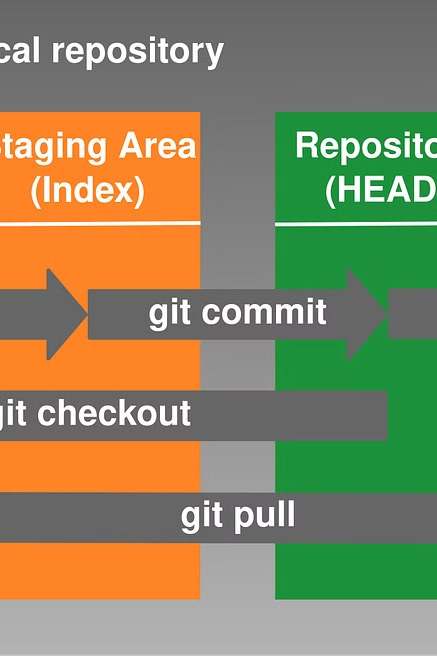 cal repository
taging Area
(Index)
Reposito
(HEAD
git commit
git checkout
git pull